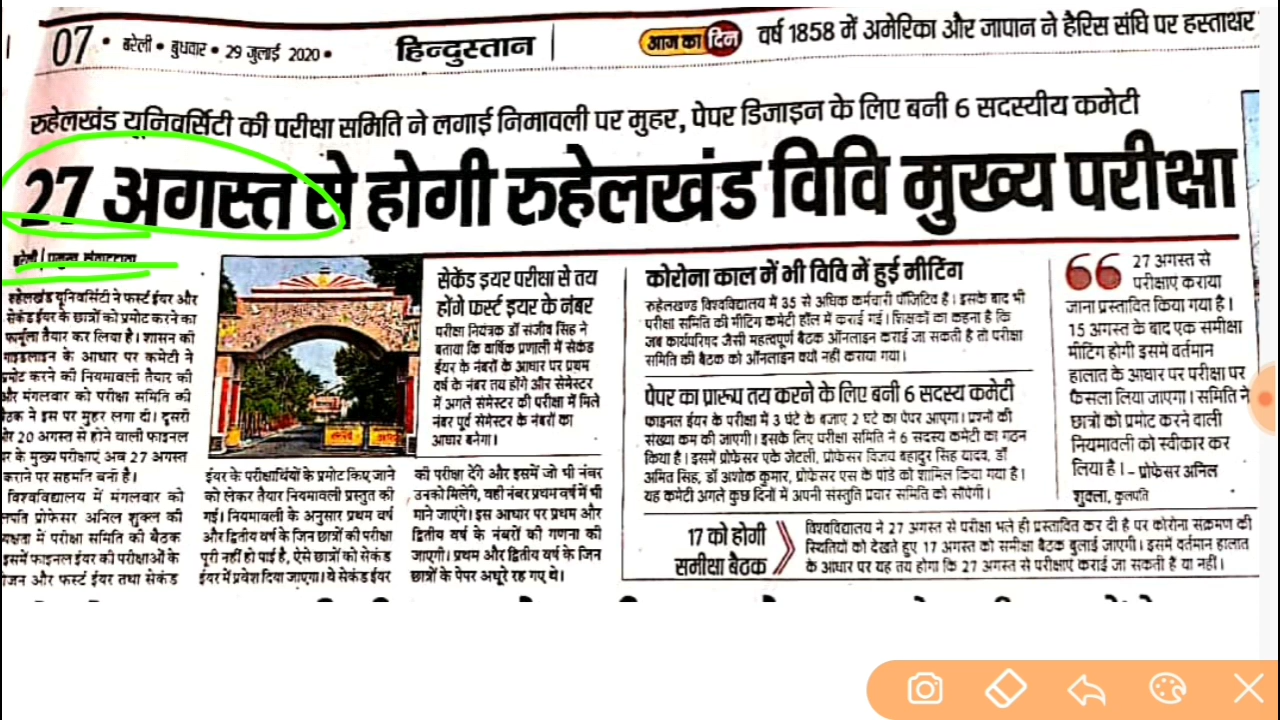 07 • बरेली • बुधवार • 29 जुलाई 2020 •
हिन्दुस्तान
आज का दिन
वर्ष 1858 में अमेरिका और जापान ने हैरिस संधि पर हस्ताक्षर
रुहेलखंड यूनिवर्सिटी की परीक्षा समिति ने लगाई निमावली पर मुहर, पेपर डिजाइन के लिए बनी 6 सदस्यीय कमेटी
27 अगस्त से होगी रुहेलखंड विवि मुख्य परीक्षा
बरेली | प्रमुख संवाददाता
रुहेलखंड यूनिवर्सिटी ने फर्स्ट ईयर और
सेकेंड ईयर के छात्रों को प्रमोट करने का
फार्मूला तैयार कर लिया है। शासन की
गाइडलाइन के आधार पर कमेटी ने
प्रमोट करने की नियमावली तैयार की
और मंगलवार को परीक्षा समिति की
बैठक ने इस पर मुहर लगा दी। दूसरी
ओर 20 अगस्त से होने वाली फाइनल
के मुख्य परीक्षाएं अब 27 अगस्त
कराने पर सहमति बनी है।
विश्वविद्यालय में मंगलवार को
प्रोफेसर अनिल शुक्ल की
में परीक्षा समिति की बैठक
इसमें फाइनल ईयर की परीक्षाओं के
और फर्स्ट ईयर तथा सेकंड
ईयर के परीक्षार्थियों के प्रमोट किए जाने
को लेकर तैयार नियमावली प्रस्तुत की
गई। नियमावली के अनुसार प्रथम वर्ष
और द्वितीय वर्ष के जिन छात्रों की परीक्षा
पूरी नहीं हो पाई है, ऐसे छात्रों को सेकंड
ईयर में प्रवेश दिया जाएगा। वे सेकंड ईयर
की परीक्षा देंगे और इसमें जो भी नंबर
उनको मिलेंगे, वही नंबर प्रथम वर्ष में भी
माने जाएंगे। इस आधार पर प्रथम और
द्वितीय वर्ष के नंबरों की गणना की
जाएगी। प्रथम और द्वितीय वर्ष के जिन
छात्रों के पेपर अधूरे रह गए थे।
सेकेंड इयर परीक्षा से तय
होंगे फर्स्ट इयर के नंबर
परीक्षा नियंत्रक डॉ संजीव सिंह ने
बताया कि वार्षिक प्रणाली में सेकेंड
ईयर के नंबरों के आधार पर प्रथम
वर्ष के नंबर तय होंगे और सेमेस्टर
में अगले सेमेस्टर की परीक्षा में मिले
नंबर पूर्व सेमेस्टर के नंबरों का
आधार बनेगा।
कोरोना काल में भी विवि में हुई मीटिंग
रुहेलखण्ड विश्वविद्यालय में 35 से अधिक कर्मचारी पॉजिटिव है। इसके बाद भी
परीक्षा समिति की मीटिंग कमेटी हॉल में कराई गई। शिक्षकों का कहना है कि
जब कार्यपरिषद जैसी महत्वपूर्ण बैठक ऑनलाइन कराई जा सकती है तो परीक्षा
समिति की बैठक को ऑनलाइन क्यों नहीं कराया गया।
पेपर का प्रारूप तय करने के लिए बनी 6 सदस्य कमेटी
फाइनल ईयर के परीक्षा में 3 घंटे के बजाए 2 घंटे का पेपर आएगा। प्रश्नों की
संख्या कम की जाएगी। इसके लिए परीक्षा समिति ने 6 सदस्य कमेटी का गठन
किया है। इसमें प्रोफेसर एके जेटली, प्रोफेसर विजय बहादुर सिंह यादव, डॉ
अमित सिंह, डॉ अशोक कुमार, प्रोफेसर एस के पांडे को शामिल किया गया है।
यह कमेटी अगले कुछ दिनों में अपनी संस्तुति प्रचार समिति को सौंपेगी।
27 अगस्त से
परीक्षाएं कराया
जाना प्रस्तावित किया गया है।
15 अगस्त के बाद एक समीक्षा
मीटिंग होगी इसमें वर्तमान
हालात के आधार पर परीक्षा पर
फैसला लिया जाएगा। समिति ने
छात्रों को प्रमोट करने वाली
नियमावली को स्वीकार कर
लिया है। - प्रोफेसर अनिल
शुक्ला, कुलपति
17 को होगी
समीक्षा बैठक
विश्वविद्यालय ने 27 अगस्त से परीक्षा भले ही प्रस्तावित कर दी है पर कोरोना संक्रमण की
स्थितियों को देखते हुए 17 अगस्त को समीक्षा बैठक बुलाई जाएगी। इसमें वर्तमान हालात
के आधार पर यह तय होगा कि 27 अगस्त से परीक्षाएं कराई जा सकती है या नहीं।